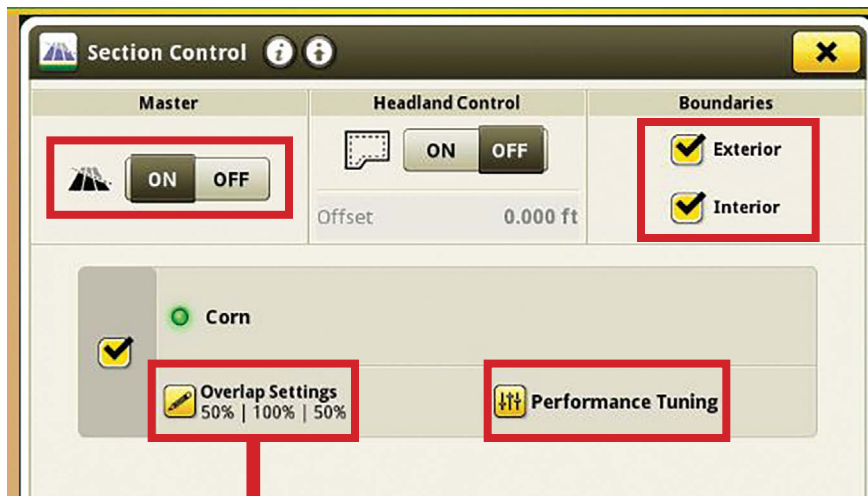 Section Control
Master
Headland Control
Boundaries
ON OFF
ON OFF
Exterior
Interior
Offset 0.000 ft
Corn
Overlap Settings
50% | 100% | 50%
Performance Tuning